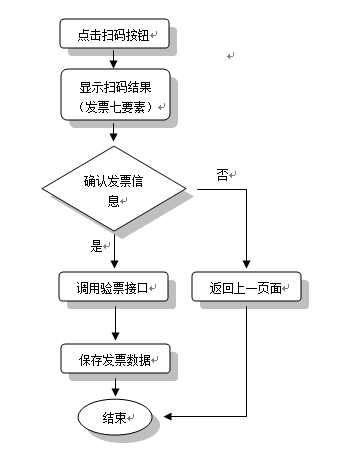 点击扫码按钮
显示扫码结果
（发票七要素）
确认发票信
息
否
是
调用验票接口
返回上一页面
保存发票数据
结束